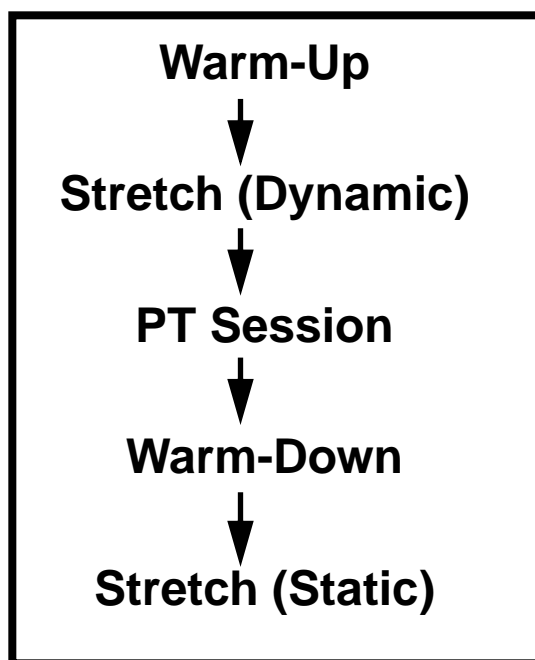 Warm-Up
Stretch (Dynamic)
PT Session
Warm-Down
Stretch (Static)